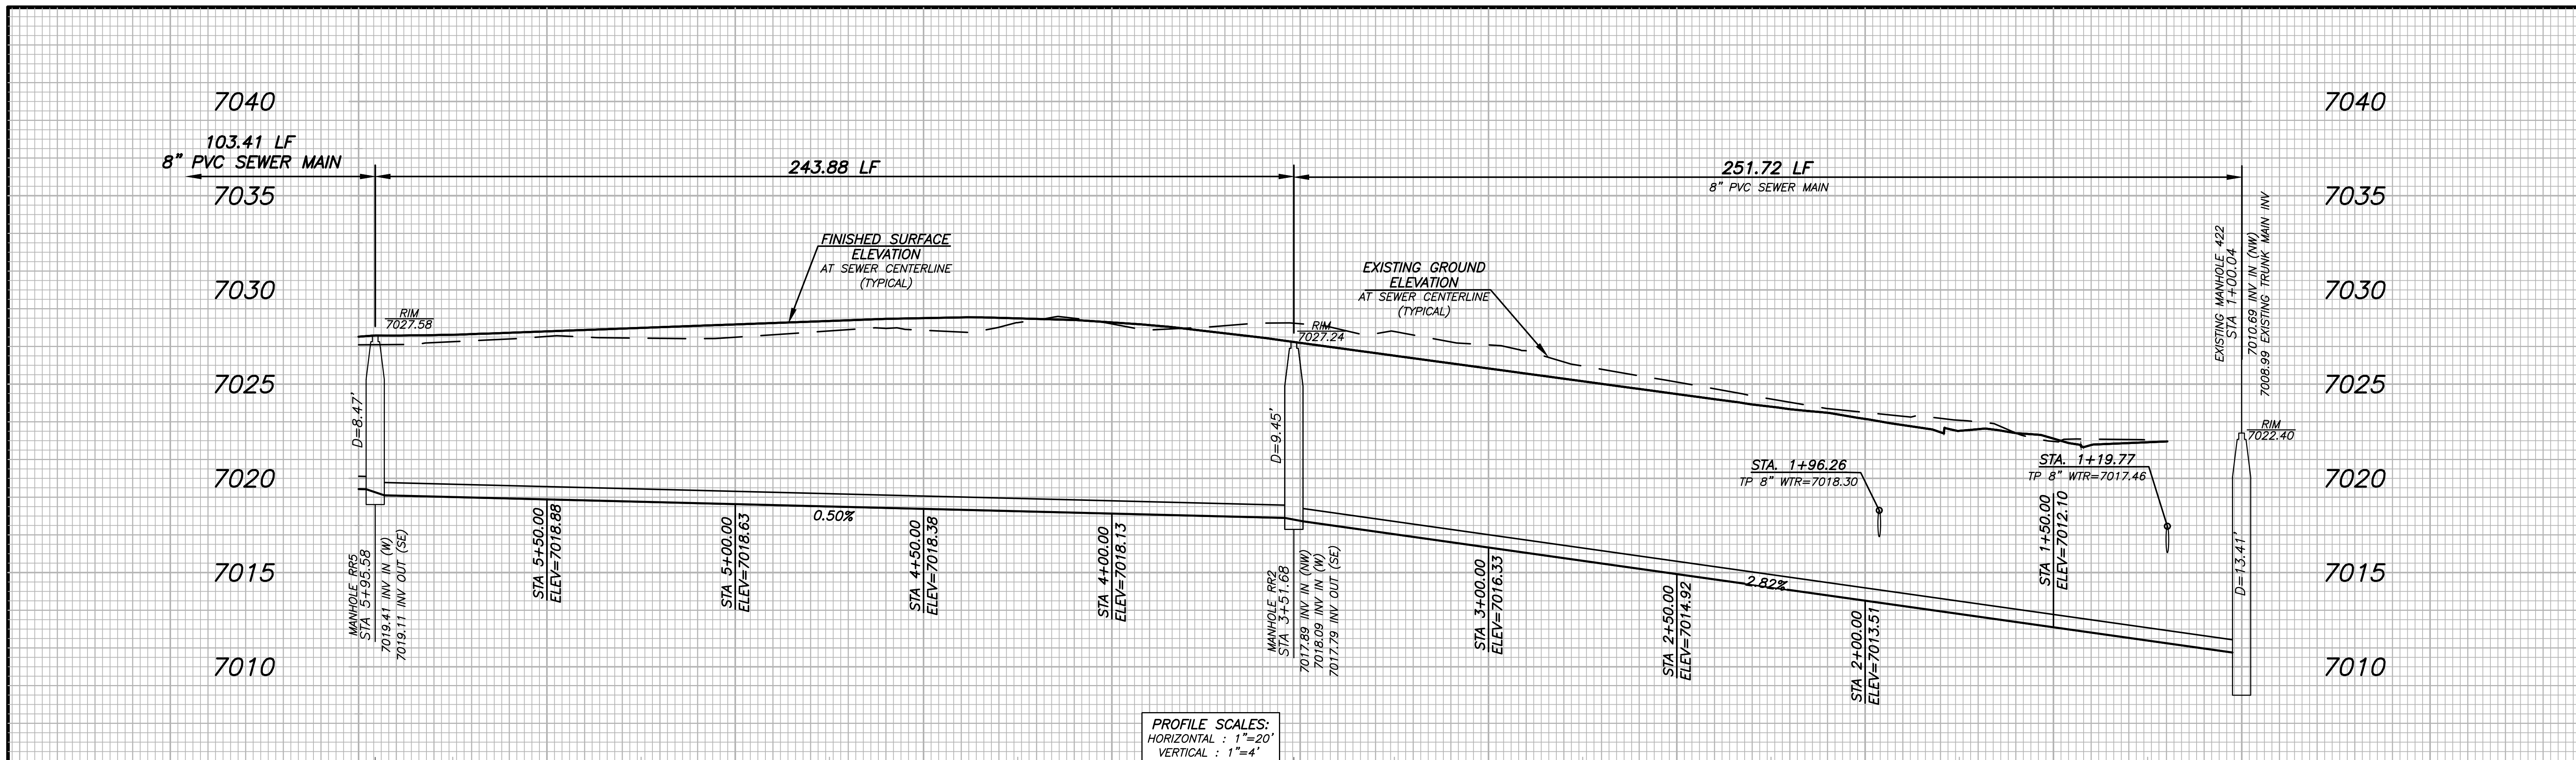 7040
7035
7030
7025
7020
7015
7010
103.41 LF
8" PVC SEWER MAIN
243.88 LF
251.72 LF
8" PVC SEWER MAIN
FINISHED SURFACE
ELEVATION
AT SEWER CENTERLINE
(TYPICAL)
EXISTING GROUND
ELEVATION
AT SEWER CENTERLINE
(TYPICAL)
RIM
7027.58
D=8.47'
MANHOLE RR5
STA 5+95.58
7019.41 INV IN (W)
7019.11 INV OUT (SE)
STA 5+50.00
ELEV=7018.88
STA 5+00.00
ELEV=7018.63
0.50%
STA 4+50.00
ELEV=7018.38
STA 4+00.00
ELEV=7018.13
RIM
7027.24
D=9.45'
MANHOLE RR2
STA 3+51.68
7017.89 INV IN (NW)
7018.09 INV IN (W)
7017.79 INV OUT (SE)
STA 3+00.00
ELEV=7016.33
STA 2+50.00
ELEV=7014.92
2.82%
STA 2+00.00
ELEV=7013.51
STA. 1+96.26
TP 8" WTR=7018.30
STA 1+50.00
ELEV=7012.10
STA. 1+19.77
TP 8" WTR=7017.46
EXISTING MANHOLE 422
STA 1+00.04
7010.69 INV IN (NW)
7008.99 EXISTING TRUNK MAIN INV
RIM
7022.40
D=13.41'
7040
7035
7030
7025
7020
7015
7010
PROFILE SCALES:
HORIZONTAL : 1"=20'
VERTICAL : 1"=4'